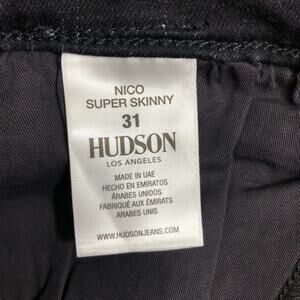 NICO
SUPER SKINNY
31
HUDSON
LOS ANGELES
MADE IN UAE
HECHO EN EMIRATOS
ÁRABES UNIDOS
FABRIQUÉ AUX ÉMIRATS
ARABES UNIS
WWW.HUDSONJEANS.COM